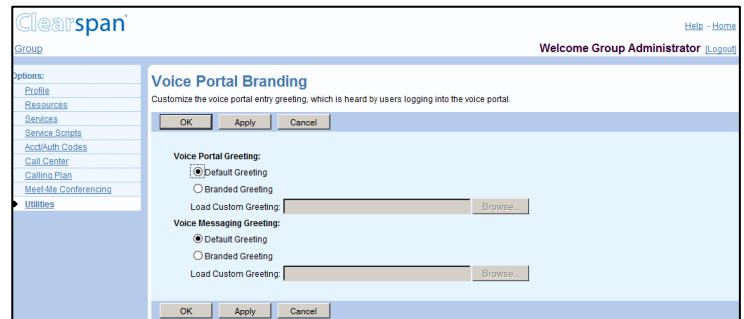 Clearspan
Help - Home
Group
Welcome Group Administrator [Logout]
Options:
Profile
Resources
Services
Service Scripts
Acct/Auth Codes
Call Center
Calling Plan
Meet-Me Conferencing
Utilities
Voice Portal Branding
Customize the voice portal entry greeting, which is heard by users logging into the voice portal.
OK Apply Cancel
Voice Portal Greeting:
Default Greeting
Branded Greeting
Load Custom Greeting: Browse...
Voice Messaging Greeting:
Default Greeting
Branded Greeting
Load Custom Greeting: Browse...
OK Apply Cancel